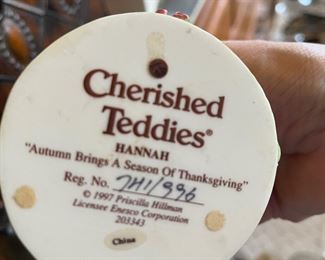 Cherished
Teddies®
HANNAH
"Autumn Brings A Season Of Thanksgiving"
Reg. No. 7H1/996
© 1997 Priscilla Hillman
Licensee Enesco Corporation
203343
China